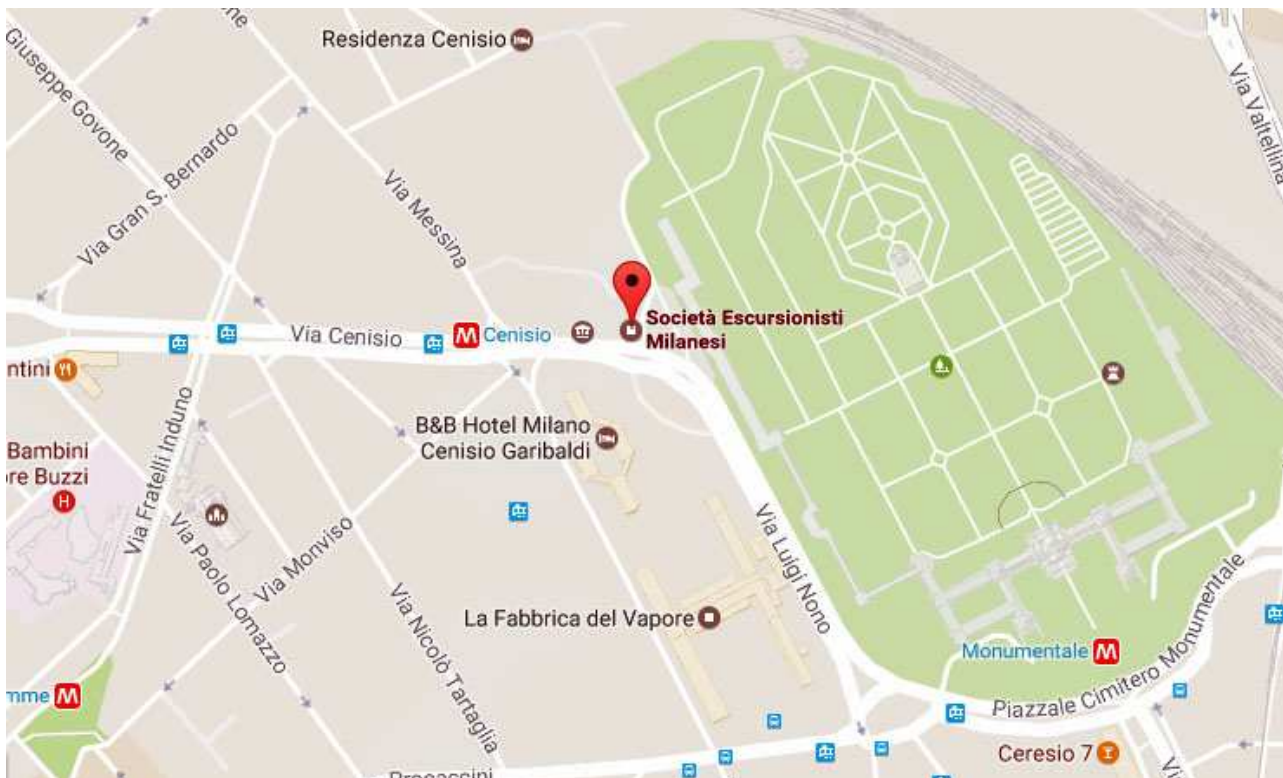 Residenza Cenisio
Giuseppe Govone
Via Valtellina
Via Gran S. Bernardo
Via Messina
Società Escursionisti
Milanesi
Via Cenisio
M Cenisio
ntini
Via Fratelli Induno
B&B Hotel Milano
Cenisio Garibaldi
Bambini
re Buzzi
H
Via Paolo Lomazzo
Via Monviso
Via Luigi Nono
Via Nicolò Tartaglia
La Fabbrica del Vapore
Monumentale M
Piazzale Cimitero Monumentale
mme M
Ceresio 7
Procaccini
Via